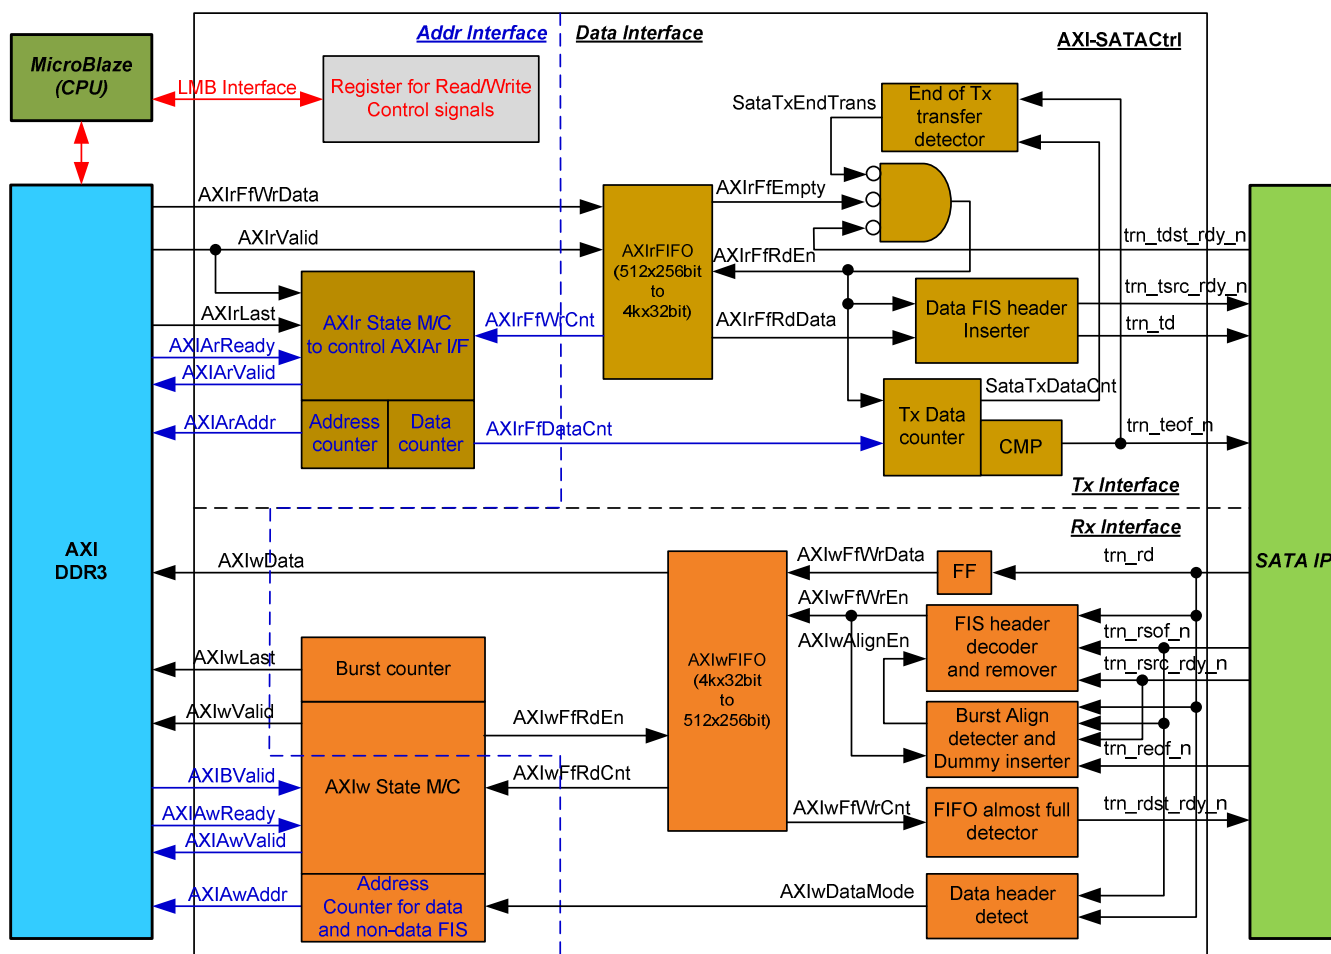 Addr Interface
Data Interface
AXI-SATACtrl
MicroBlaze
(CPU)
LMB Interface
Register for Read/Write
Control signals
SataTxEndTrans
End of Tx
transfer
detector
AXIrFfWrData
AXIrFfEmpty
AXIrValid
trn_tdst_rdy_n
AXIrFIFO
(512x256bit
to
4kx32bit)
AXIrFfRdEn
AXIrLast
AXIr State M/C
to control AXIAr I/F
AXIrFfWrCnt
AXIrFfRdData
Data FIS header
Inserter
trn_tsrc_rdy_n
trn_td
AXIArReady
AXIArValid
SataTxDataCnt
AXIArAddr
Address
counter
Data
counter
AXIrFfDataCnt
Tx Data
counter
CMP
trn_teof_n
Tx Interface
Rx Interface
AXI
DDR3
SATA IP
AXIwData
AXIwFfWrData
FF
trn_rd
AXIwFfWrEn
AXIwAlignEn
FIS header
decoder
and remover
trn_rsof_n
trn_rsrc_rdy_n
AXIwLast
Burst counter
AXIwFIFO
(4kx32bit
to
512x256bit)
AXIwValid
AXIwFfRdEn
Burst Align
detecter and
Dummy inserter
trn_reof_n
AXIBValid
AXIw State M/C
AXIwFfRdCnt
AXIAwReady
AXIwFfWrCnt
FIFO almost full
detector
trn_rdst_rdy_n
AXIAwValid
AXIAwAddr
Address
Counter for data
and non-data FIS
AXIwDataMode
Data header
detect